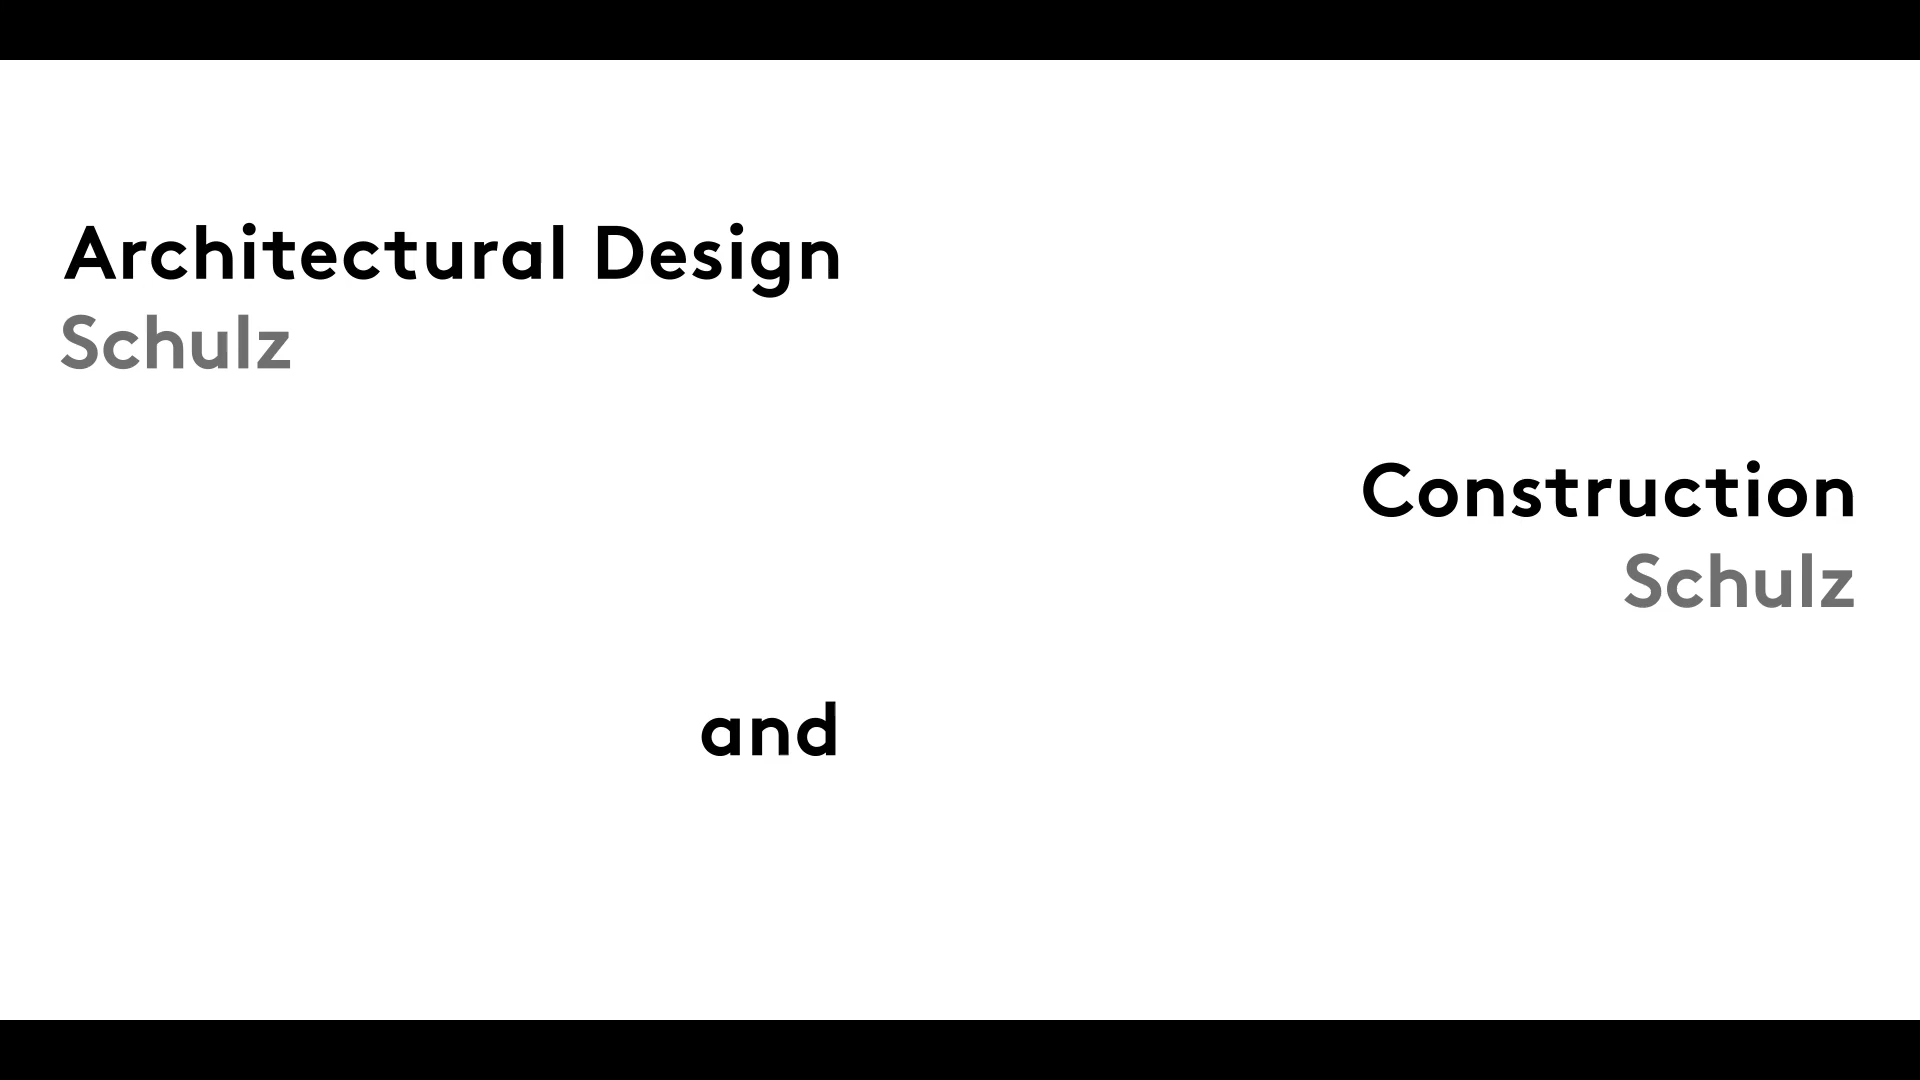 Architectural Design
Schulz
Construction
Schulz
and